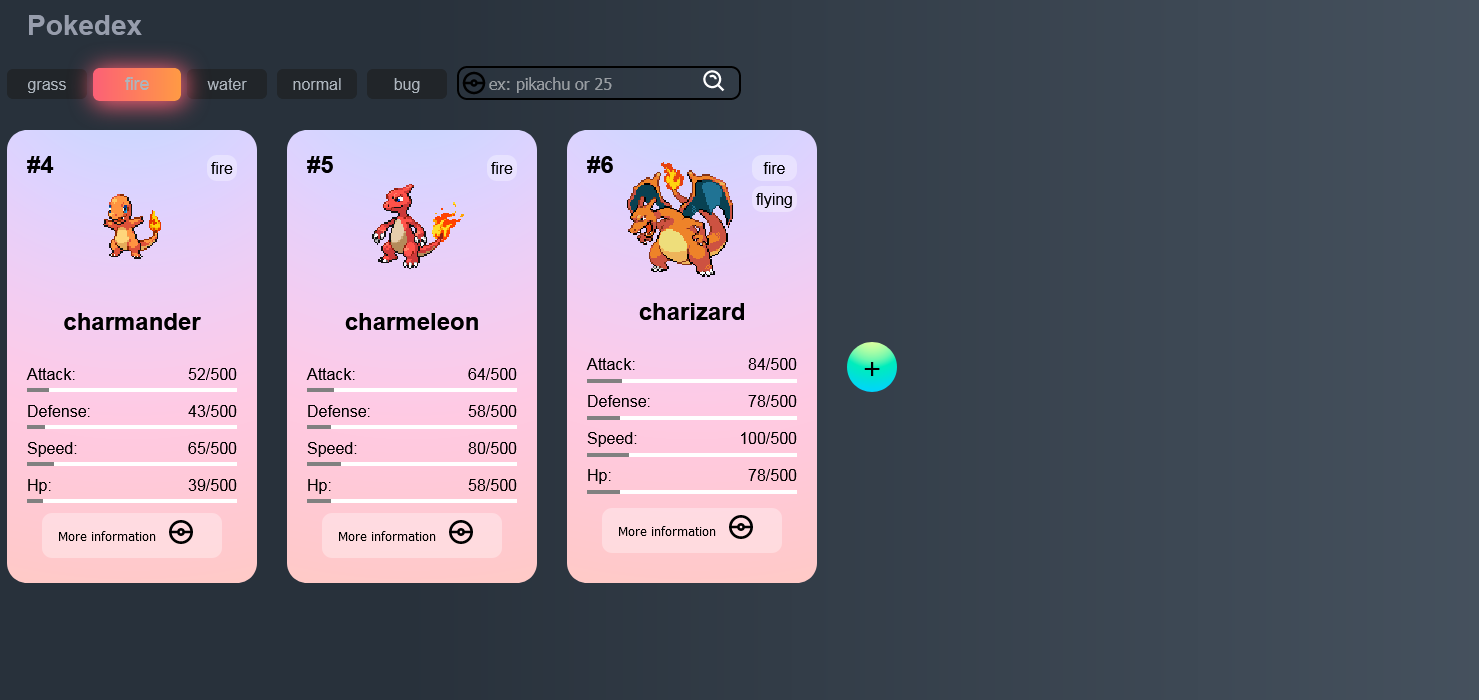 Pokedex
grass fire water normal bug ex: pikachu or 25
#4 fire
charmander
Attack: 52/500
Defense: 43/500
Speed: 65/500
Hp: 39/500
More information
#5 fire
charmeleon
Attack: 64/500
Defense: 58/500
Speed: 80/500
Hp: 58/500
More information
#6 fire
flying
charizard
Attack: 84/500
Defense: 78/500
Speed: 100/500
Hp: 78/500
More information
+